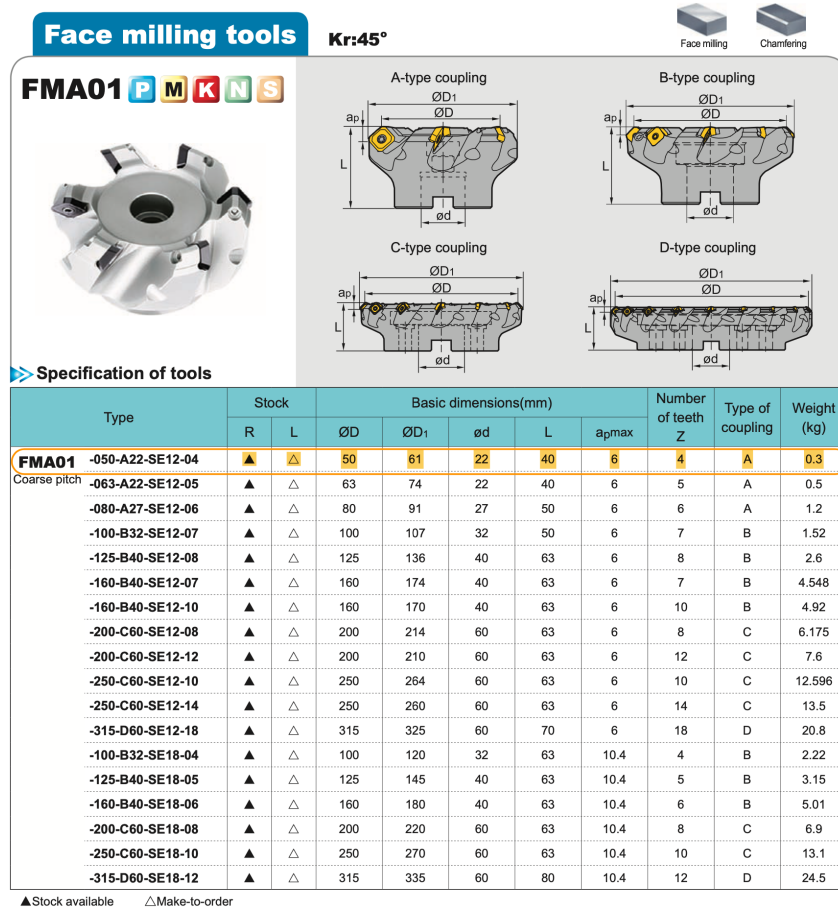 Face milling tools Kr:45°
Face milling Chamfering
FMA01 P M K N S
A-type coupling B-type coupling
ØD1 ØD1
ØD ØD
ap ap
L L
ød ød
C-type coupling D-type coupling
ØD1 ØD1
ØD ØD
ap ap
L L
ød ød
Specification of tools
Type Stock Basic dimensions(mm) Number of teeth Z Type of coupling Weight (kg)
R L ØD ØD1 ød L apmax
FMA01 -050-A22-SE12-04 ▲ △ 50 61 22 40 6 4 A 0.3
Coarse pitch -063-A22-SE12-05 ▲ △ 63 74 22 40 6 5 A 0.5
-080-A27-SE12-06 ▲ △ 80 91 27 50 6 6 A 1.2
-100-B32-SE12-07 ▲ △ 100 107 32 50 6 7 B 1.52
-125-B40-SE12-08 ▲ △ 125 136 40 63 6 8 B 2.6
-160-B40-SE12-07 ▲ △ 160 174 40 63 6 7 B 4.548
-160-B40-SE12-10 ▲ △ 160 170 40 63 6 10 B 4.92
-200-C60-SE12-08 ▲ △ 200 214 60 63 6 8 C 6.175
-200-C60-SE12-12 ▲ △ 200 210 60 63 6 12 C 7.6
-250-C60-SE12-10 ▲ △ 250 264 60 63 6 10 C 12.596
-250-C60-SE12-14 ▲ △ 250 260 60 63 6 14 C 13.5
-315-D60-SE12-18 ▲ △ 315 325 60 70 6 18 D 20.8
-100-B32-SE18-04 ▲ △ 100 120 32 63 10.4 4 B 2.22
-125-B40-SE18-05 ▲ △ 125 145 40 63 10.4 5 B 3.15
-160-B40-SE18-06 ▲ △ 160 180 40 63 10.4 6 B 5.01
-200-C60-SE18-08 ▲ △ 200 220 60 63 10.4 8 C 6.9
-250-C60-SE18-10 ▲ △ 250 270 60 63 10.4 10 C 13.1
-315-D60-SE18-12 ▲ △ 315 335 60 80 10.4 12 D 24.5
▲Stock available △Make-to-order